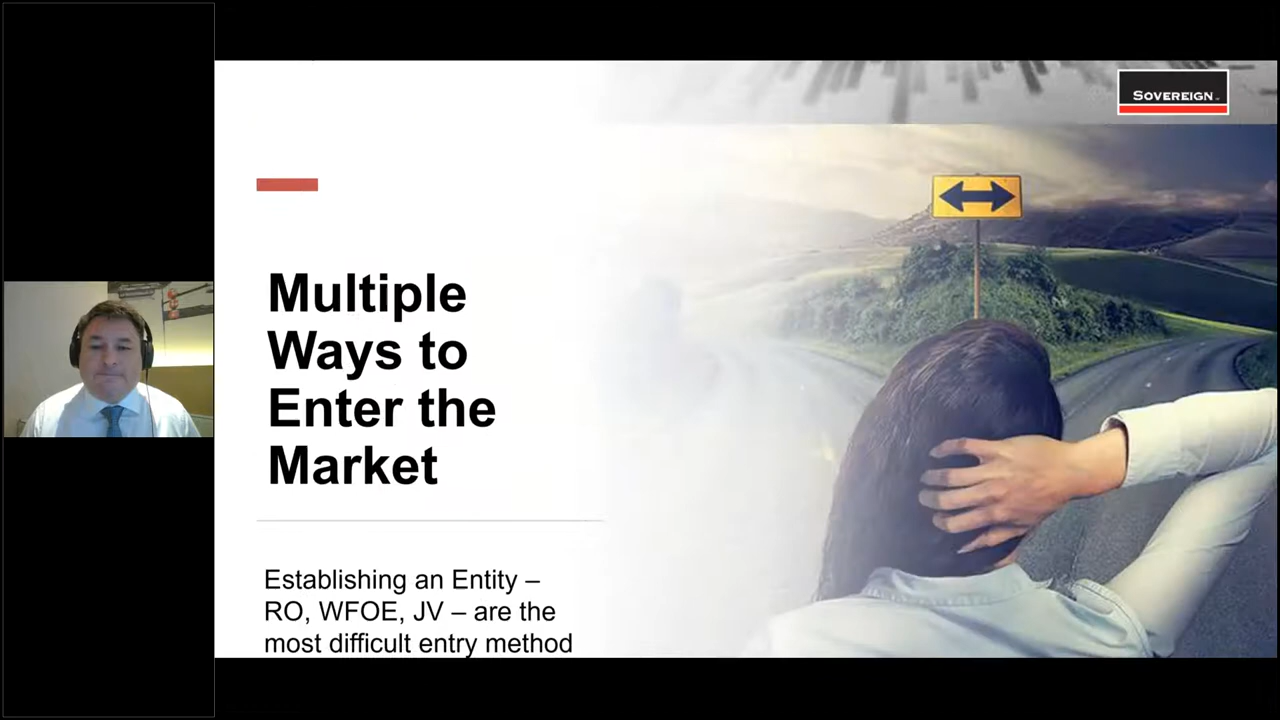 SOVEREIGN
Multiple
Ways to
Enter the
Market
Establishing an Entity –
RO, WFOE, JV – are the
most difficult entry method